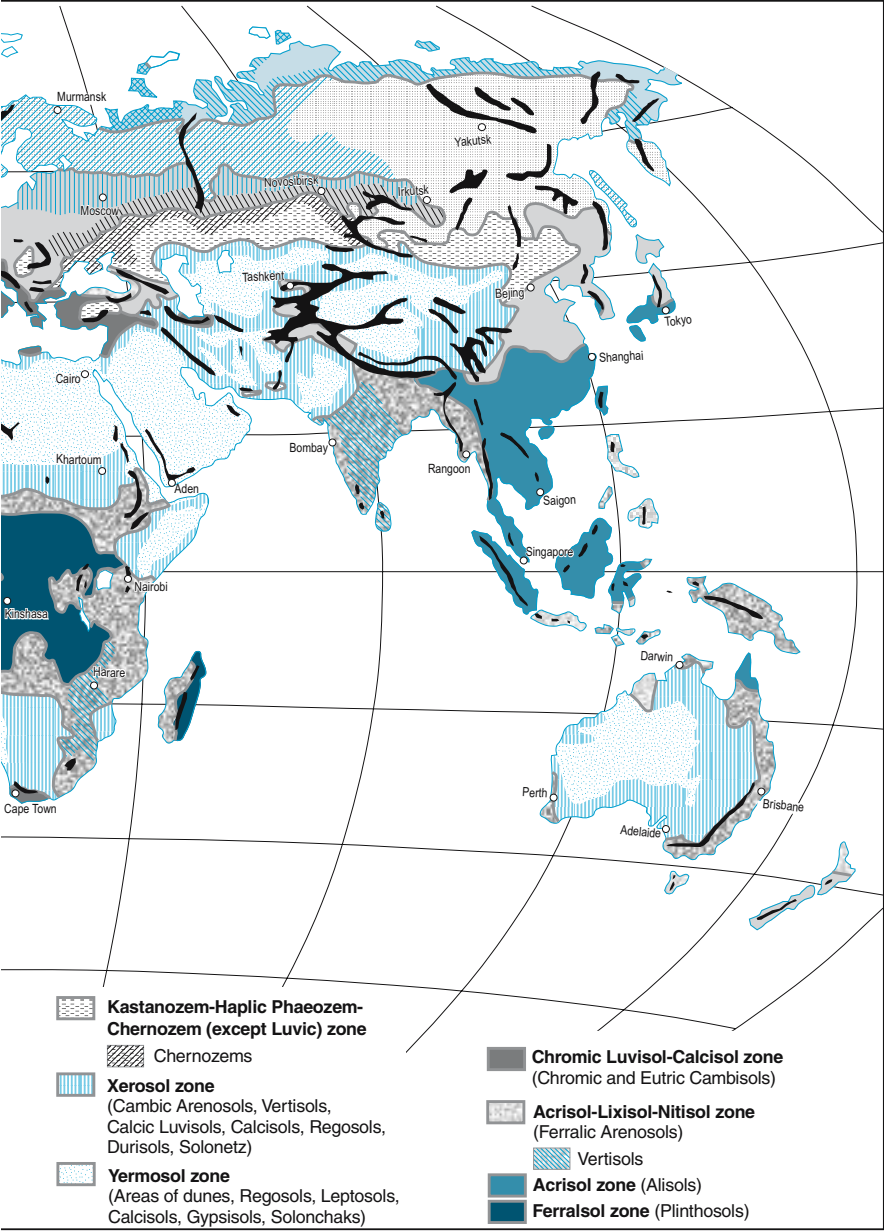 Murmansk
Yakutsk
Novosibirsk
Irkutsk
Moscow
Tashkent
Bejing
Tokyo
Shanghai
Cairo
Bombay
Khartoum
Rangoon
Aden
Saigon
Singapore
Nairobi
Kinshasa
Darwin
Harare
Perth
Brisbane
Cape Town
Adelaide
Kastanozem-Haplic Phaeozem-
Chernozem (except Luvic) zone
Chernozems
Xerosol zone
(Cambic Arenosols, Vertisols,
Calcic Luvisols, Calcisols, Regosols,
Durisols, Solonetz)
Yermosol zone
(Areas of dunes, Regosols, Leptosols,
Calcisols, Gypsisols, Solonchaks)
Chromic Luvisol-Calcisol zone
(Chromic and Eutric Cambisols)
Acrisol-Lixisol-Nitisol zone
(Ferralic Arenosols)
Vertisols
Acrisol zone (Alisols)
Ferralsol zone (Plinthosols)